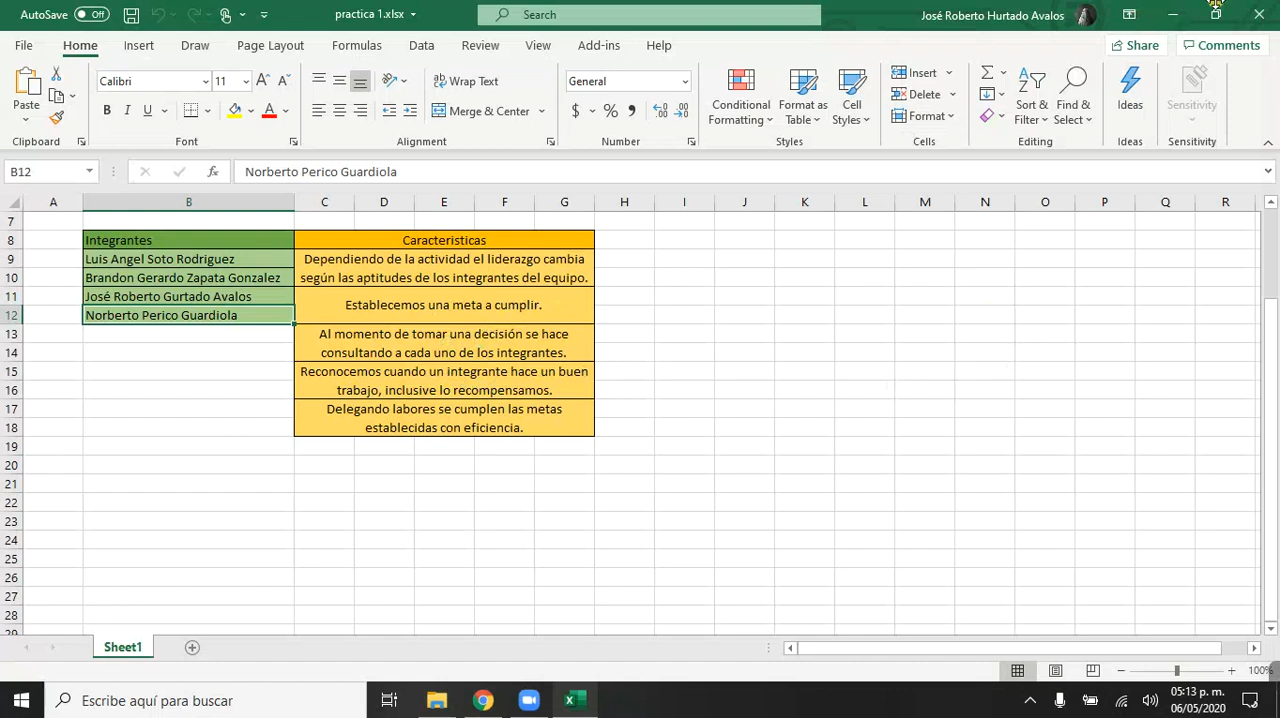 AutoSave Off practica 1.xlsx Search José Roberto Hurtado Avalos
File Home Insert Draw Page Layout Formulas Data Review View Add-ins Help Share Comments
Paste Calibri 11 Wrap Text General Conditional Formatting Format as Table Cell Styles Insert Sort & Filter Find & Select Ideas Sensitivity
B I U Merge & Center $ % Delete
Format
Clipboard Font Alignment Number Styles Cells Editing Ideas Sensitivity
B12 fx Norberto Perico Guardiola
A B C D E F G H I J K L M N O P Q R
7
8 Integrantes Caracteristicas
9 Luis Angel Soto Rodriguez Dependiendo de la actividad el liderazgo cambia
10 Brandon Gerardo Zapata Gonzalez según las aptitudes de los integrantes del equipo.
11 José Roberto Gurtado Avalos
Establecemos una meta a cumplir.
12 Norberto Perico Guardiola
13 Al momento de tomar una decisión se hace
14 consultando a cada uno de los integrantes.
15 Reconocemos cuando un integrante hace un buen
16 trabajo, inclusive lo recompensamos.
17 Delegando labores se cumplen las metas
18 establecidas con eficiencia.
19
20
21
22
23
24
25
26
27
28
29
Sheet1
100%
Escribe aquí para buscar
05:13 p. m.
06/05/2020